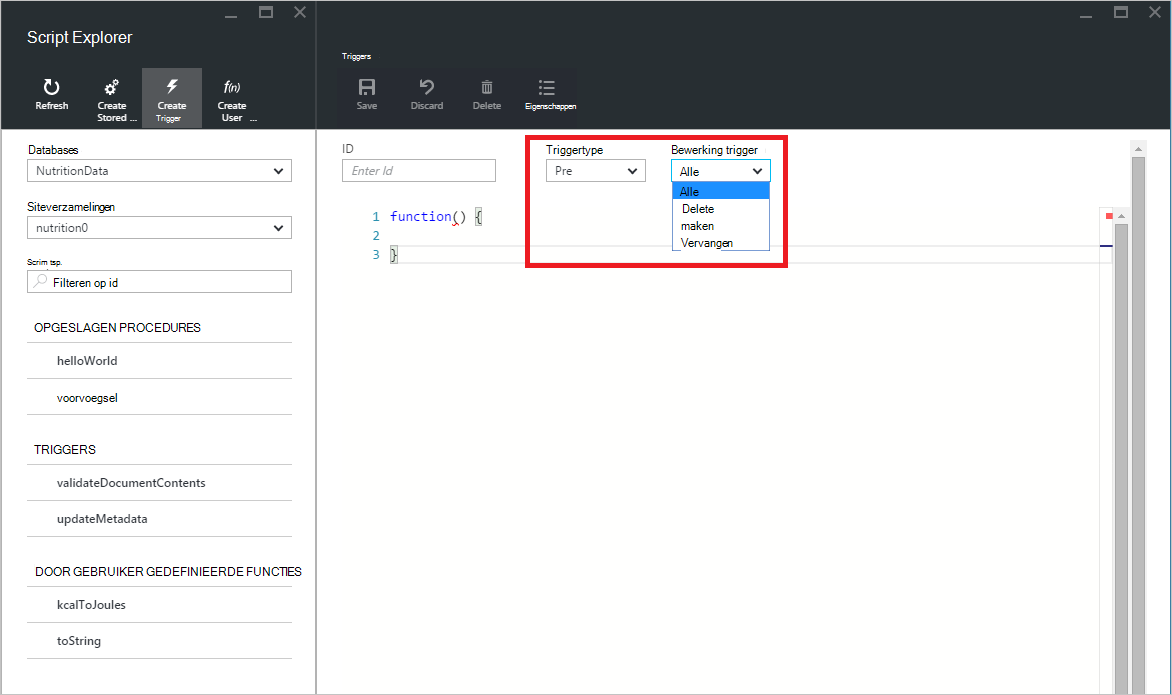 Script Explorer
Refresh
Create
Stored ...
Create
Trigger
f(n)
Create
User ...
Databases
NutritionData
Siteverzamelingen
nutrition0
Scrim tsp.
Filteren op id
OPGESLAGEN PROCEDURES
helloWorld
voorvoegsel
TRIGGERS
validateDocumentContents
updateMetadata
DOOR GEBRUIKER GEDEFINIEERDE FUNCTIES
kcalToJoules
toString
Triggers
Save
Discard
Delete
Eigenschappen
ID
Enter Id
Triggertype
Pre
Bewerking trigger
Alle
Alle
Delete
maken
Vervangen
1 function() {
2
3 }